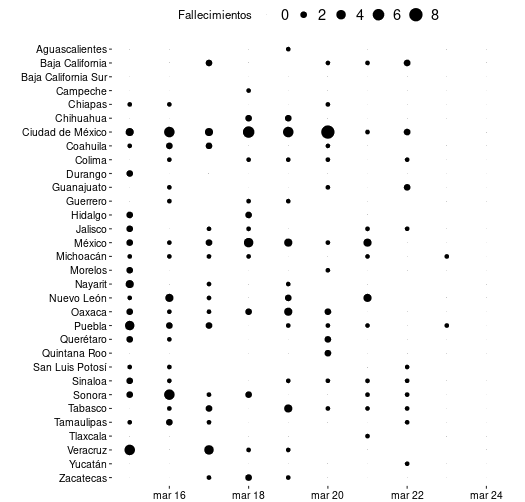 Fallecimientos 0 2 4 6 8
Aguascalientes
Baja California
Baja California Sur
Campeche
Chiapas
Chihuahua
Ciudad de México
Coahuila
Colima
Durango
Guanajuato
Guerrero
Hidalgo
Jalisco
México
Michoacán
Morelos
Nayarit
Nuevo León
Oaxaca
Puebla
Querétaro
Quintana Roo
San Luis Potosí
Sinaloa
Sonora
Tabasco
Tamaulipas
Tlaxcala
Veracruz
Yucatán
Zacatecas
mar 16 mar 18 mar 20 mar 22 mar 24